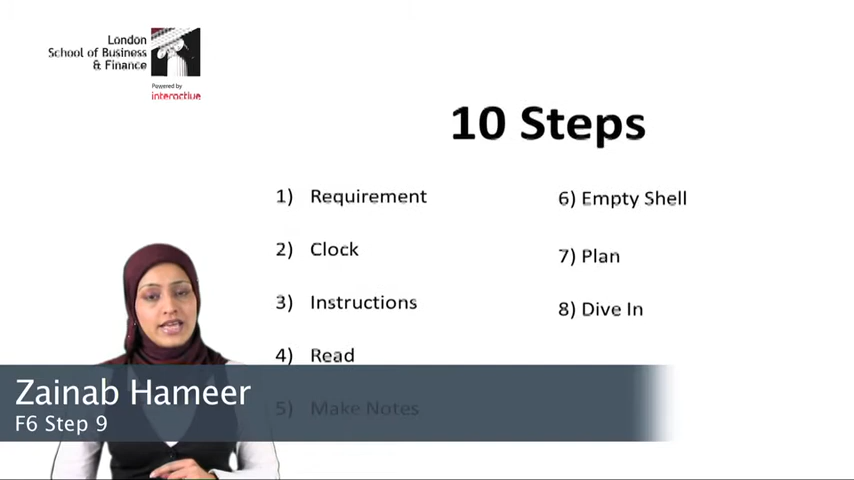 London
School of Business
& Finance
Powered by
interactive
10 Steps
1) Requirement
2) Clock
3) Instructions
4) Read
5) Make Notes
6) Empty Shell
7) Plan
8) Dive In
Zainab Hameer
F6 Step 9